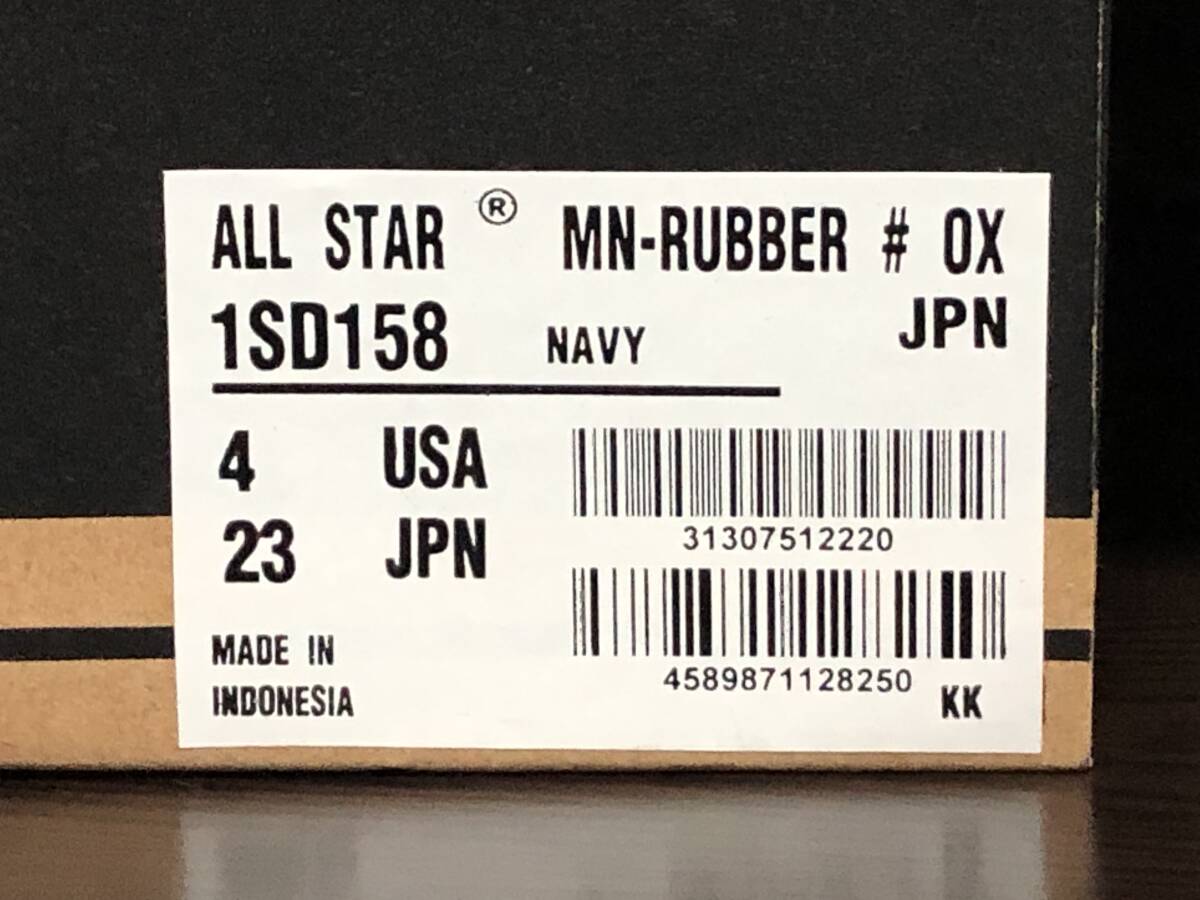 ALL STAR ® MN-RUBBER # OX
1SD158 NAVY JPN
4 USA
23 JPN
31307512220
4589871128250
MADE IN
INDONESIA
KK